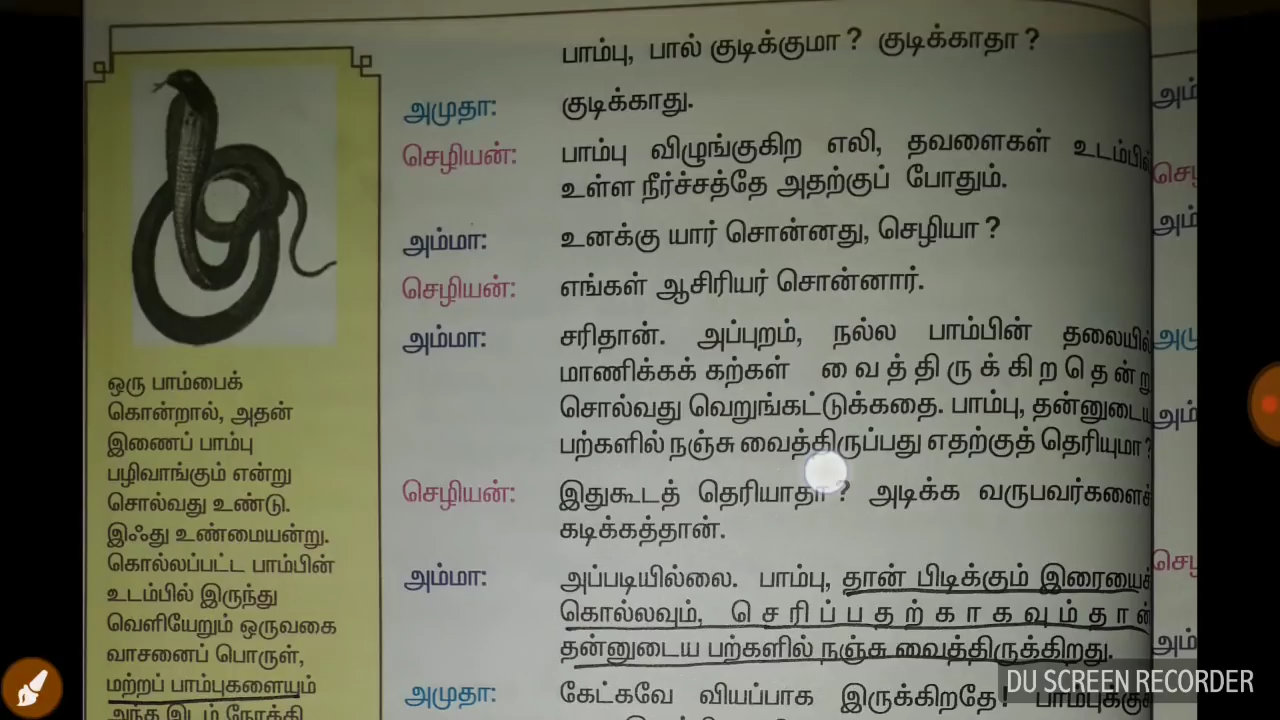 பாம்பு, பால் குடிக்குமா? குடிக்காதா?
அமுதா: குடிக்காது.
செழியன்: பாம்பு விழுங்குகிற எலி, தவளைகள் உடம்பில்
உள்ள நீர்ச்சத்தே அதற்குப் போதும்.
அம்மா: உனக்கு யார் சொன்னது, செழியா?
செழியன்: எங்கள் ஆசிரியர் சொன்னார்.
அம்மா: சரிதான். அப்புறம், நல்ல பாம்பின் தலையில்
மாணிக்கக் கற்கள் வைத்திருக்கிறதென்று
சொல்வது வெறுங்கட்டுக்கதை. பாம்பு, தன்னுடைய
பற்களில் நஞ்சு வைத்திருப்பது எதற்குத் தெரியுமா?
செழியன்: இதுகூடத் தெரியாதா? அடிக்க வருபவர்களைக்
கடிக்கத்தான்.
அம்மா: அப்படியில்லை. பாம்பு, தான் பிடிக்கும் இரையைக்
கொல்லவும், செரிப்பதற்காகவும்தான்
தன்னுடைய பற்களில் நஞ்சு வைத்திருக்கிறது.
அமுதா: கேட்கவே வியப்பாக இருக்கிறதே! பாம்புக்கு
ஒரு பாம்பைக்
கொன்றால், அதன்
இணைப் பாம்பு
பழிவாங்கும் என்று
சொல்வது உண்டு.
இஃது உண்மையன்று.
கொல்லப்பட்ட பாம்பின்
உடம்பில் இருந்து
வெளியேறும் ஒருவகை
வாசனைப் பொருள்,
மற்றப் பாம்புகளையும்
அந்த இடம் நோக்கி
DU SCREEN RECORDER